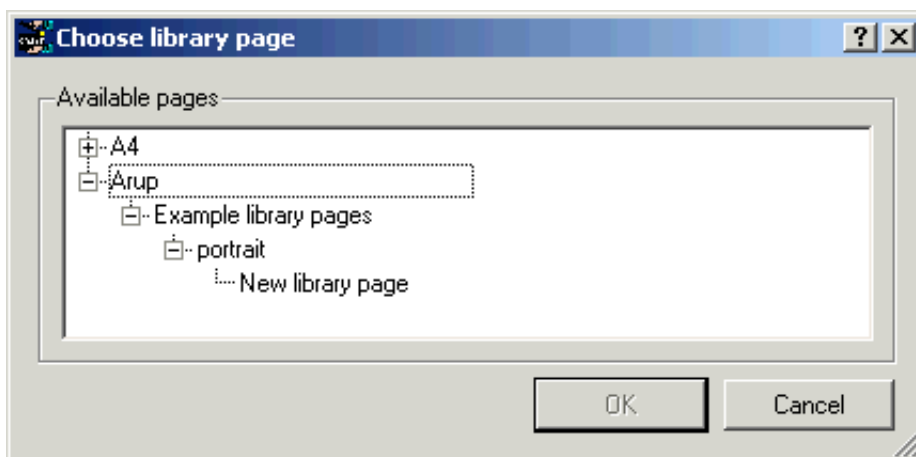 Choose library page
Available pages
A4
Arup
Example library pages
portrait
New library page
OK Cancel